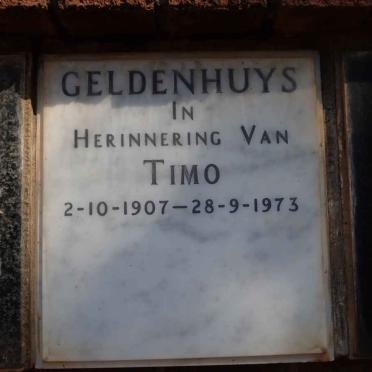 GELDENHUYS
IN
HERINNERING VAN
TIMO
2-10-1907—28-9-1973